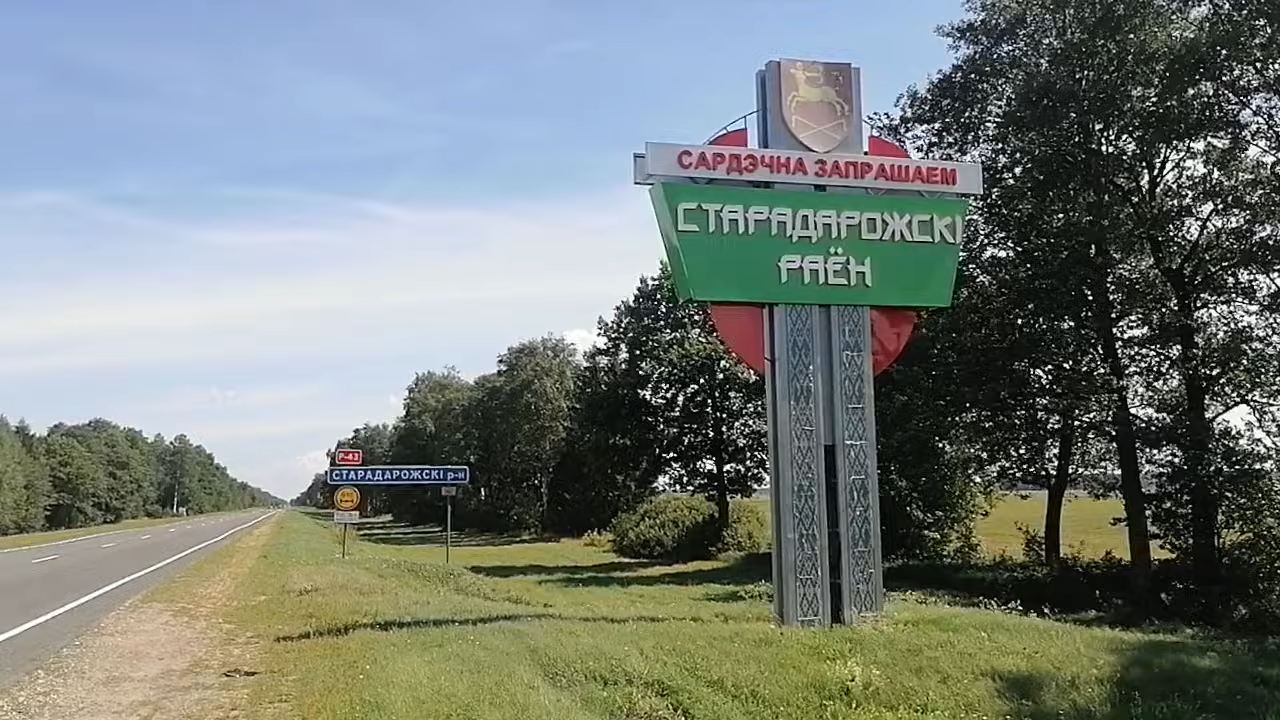 САРДЭЧНА ЗАПРАШАЕМ
СТАРАДАРОЖСКІ
РАЁН
Р-43
СТАРАДАРОЖСКІ р-н